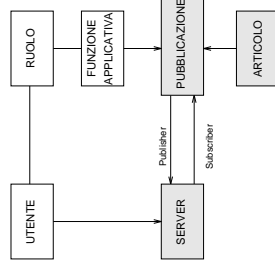 RUOLO
FUNZIONE
APPLICATIVA
PUBBLICAZIONE
ARTICOLO
Publisher
Subscriber
UTENTE
SERVER